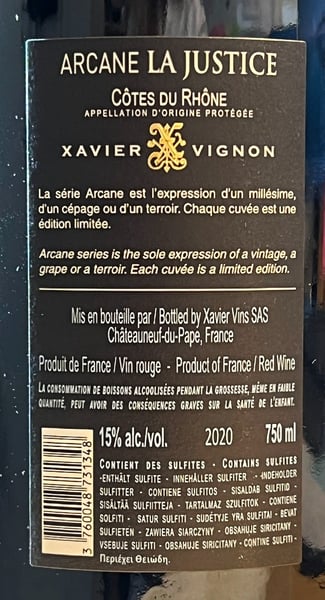 ARCANE LA JUSTICE
CÔTES DU RHÔNE
APPELLATION D'ORIGINE PROTÉGÉE
XAVIER VIGNON
La série Arcane est l'expression d'un millésime,
d'un cépage ou d'un terroir. Chaque cuvée est une
édition limitée.
Arcane series is the sole expression of a vintage, a
grape or a terroir. Each cuvée is a limited edition.
Mis en bouteille par / Bottled by Xavier Vins SAS
Châteauneuf-du-Pape, France
Produit de France / Vin rouge - Product of France / Red Wine
LA CONSOMMATION DE BOISSONS ALCOOLISÉES PENDANT LA GROSSESSE, MÊME EN FAIBLE
QUANTITÉ, PEUT AVOIR DES CONSÉQUENCES GRAVES SUR LA SANTÉ DE L'ENFANT.
15% alc./vol. 2020 750 ml
CONTIENT DES SULFITES - CONTAINS SULFITES
-ENTHÄLT SULFITE - INNEHÅLLER SULFITER - -INDEHOLDER
SULFITTER - CONTIENE SULFITOS - SISALDAB SULFITID -
SISÄLTÄÄ SULFIITTEJA - TARTALMAZ SZULFITOK - CONTIENE
SOLFITI - SATUR SULFITI - SUDĖTYJE YRA SULFITAI - BEVAT
SULFIETEN - ZAWIERA SIARCZYNY - OBSAHUJE SIRICITANY -
VSEBUJE SULFITI - OBSAHUJE SIRICITANY - CONTINE SULFITI -
Περιέχει Θειώδη.
3 760048 731348